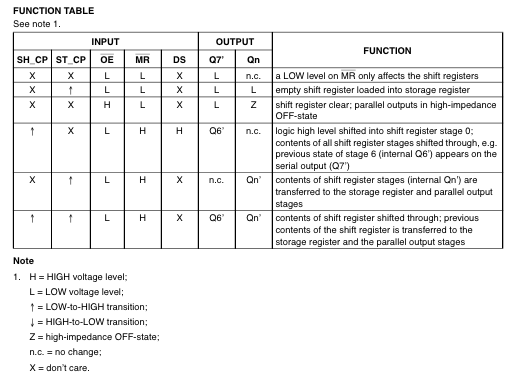 FUNCTION TABLE
See note 1.
INPUT OUTPUT FUNCTION
SH_CP ST_CP OE MR DS Q7' Qn
X X L L X L n.c. a LOW level on MR only affects the shift registers
X ↑ L L X L L empty shift register loaded into storage register
X X H L X L Z shift register clear; parallel outputs in high-impedance
OFF-state
↑ X L H H Q6' n.c. logic high level shifted into shift register stage 0;
contents of all shift register stages shifted through, e.g.
previous state of stage 6 (internal Q6') appears on the
serial output (Q7')
X ↑ L H X n.c. Qn' contents of shift register stages (internal Qn') are
transferred to the storage register and parallel output
stages
↑ ↑ L H X Q6' Qn' contents of shift register shifted through; previous
contents of the shift register is transferred to the
storage register and the parallel output stages
Note
1. H = HIGH voltage level;
L = LOW voltage level;
↑ = LOW-to-HIGH transition;
↓ = HIGH-to-LOW transition;
Z = high-impedance OFF-state;
n.c. = no change;
X = don't care.